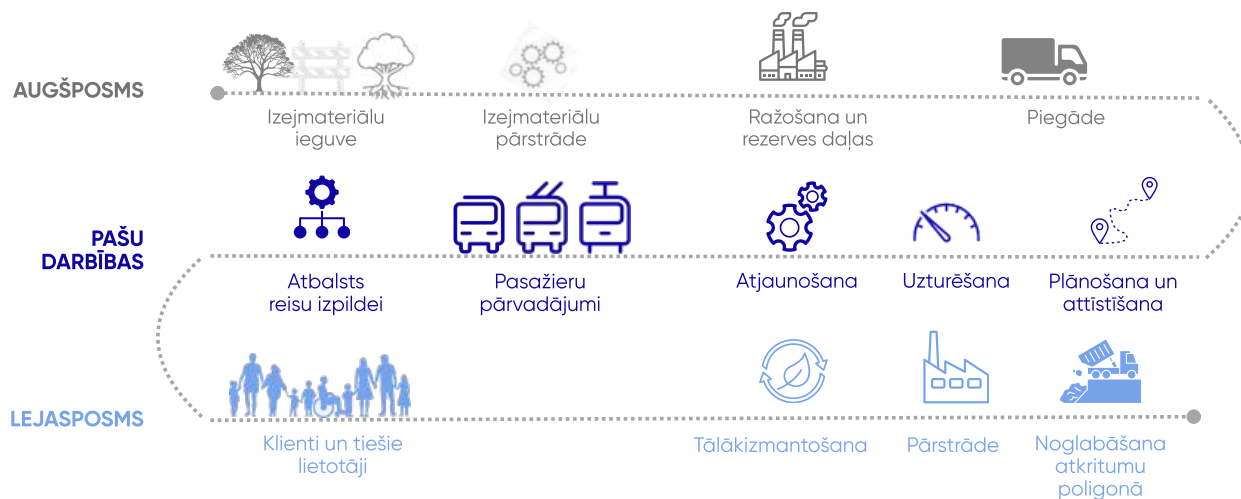 AUGŠPOSMS
Izejmateriālu
ieguve
Izejmateriālu
pārstrāde
Ražošana un
rezerves daļas
Piegāde
PAŠU
DARBĪBAS
Atbalsts
reisu izpildei
Pasažieru
pārvadājumi
Atjaunošana
Uzturēšana
Plānošana un
attīstīšana
LEJASPOSMS
Klienti un tiešie
lietotāji
Tālākizmantošana
Pārstrāde
Noglabāšana
atkritumu
poligonā